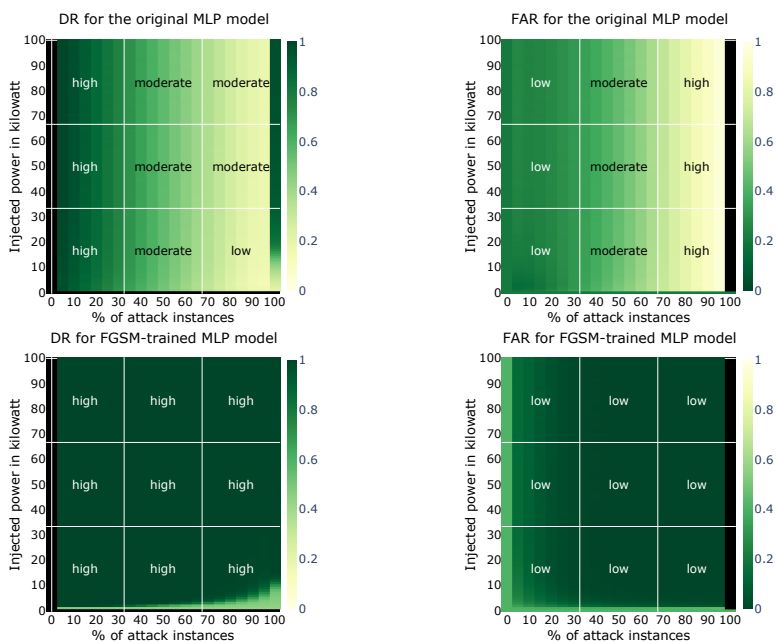 DR for the original MLP model
FAR for the original MLP model
Injected power in kilowatt
100
90
80
70
60
50
40
30
20
10
0
high
moderate
moderate
high
moderate
moderate
high
moderate
low
0 10 20 30 40 50 60 70 80 90 100
% of attack instances
1
0.8
0.6
0.4
0.2
0
Injected power in kilowatt
100
90
80
70
60
50
40
30
20
10
0
low
moderate
high
low
moderate
high
low
moderate
high
0 10 20 30 40 50 60 70 80 90 100
% of attack instances
1
0.8
0.6
0.4
0.2
0
DR for FGSM-trained MLP model
FAR for FGSM-trained MLP model
Injected power in kilowatt
100
90
80
70
60
50
40
30
20
10
0
high
high
high
high
high
high
high
high
high
0 10 20 30 40 50 60 70 80 90 100
% of attack instances
1
0.8
0.6
0.4
0.2
0
Injected power in kilowatt
100
90
80
70
60
50
40
30
20
10
0
low
low
low
low
low
low
low
low
low
0 10 20 30 40 50 60 70 80 90 100
% of attack instances
1
0.8
0.6
0.4
0.2
0